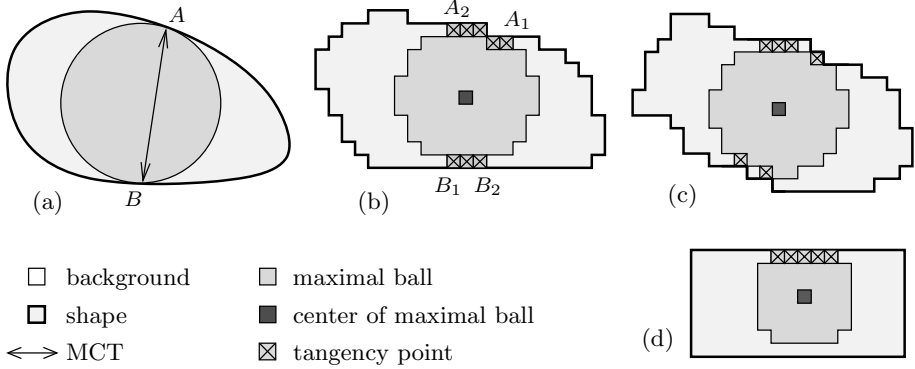 A
B
(a)
A2
A1
B1 B2
(b)
(c)
background
shape
MCT
maximal ball
center of maximal ball
tangency point
(d)